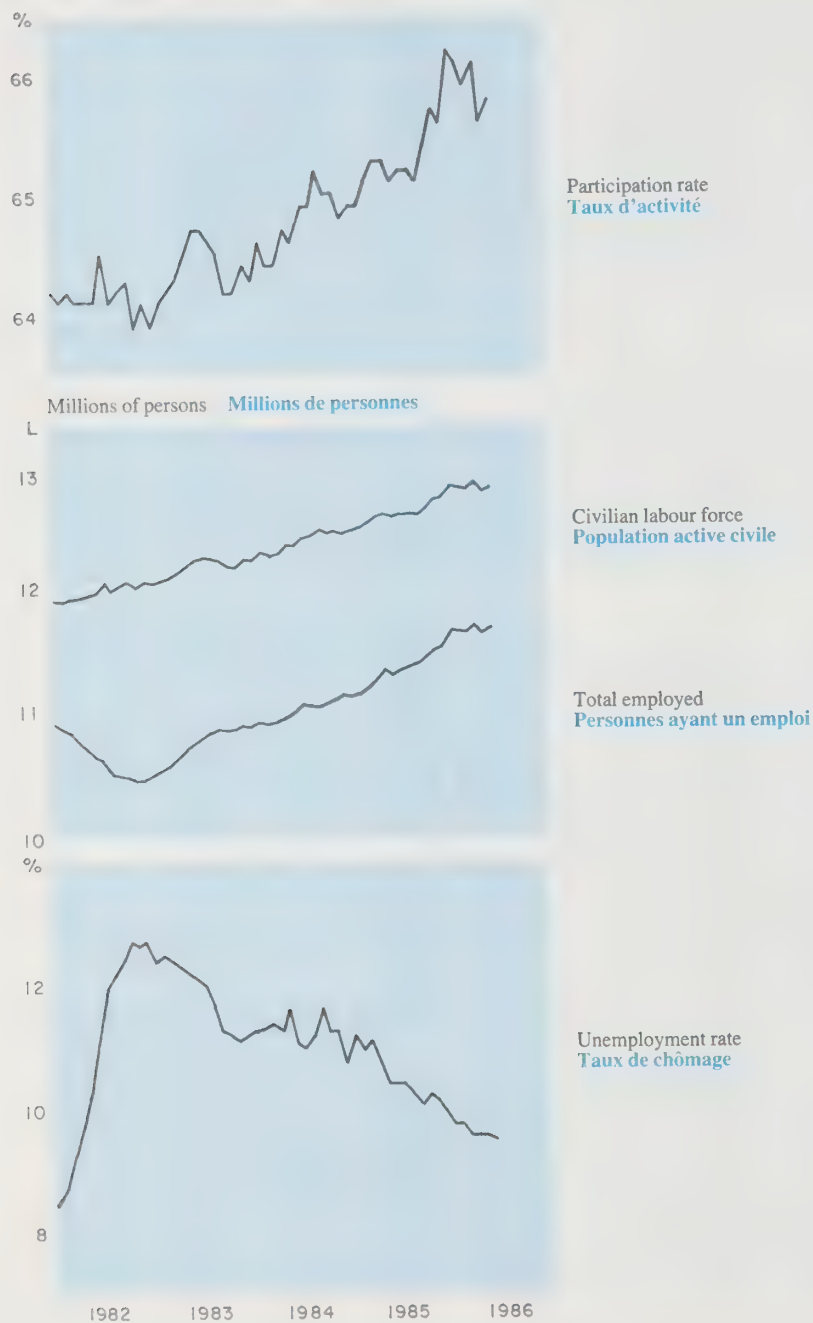 %
66
65
64
Participation rate
Taux d'activité
Millions of persons Millions de personnes
L
13
12
11
10
Civilian labour force
Population active civile
Total employed
Personnes ayant un emploi
%
12
10
8
Unemployment rate
Taux de chômage
1982 1983 1984 1985 1986